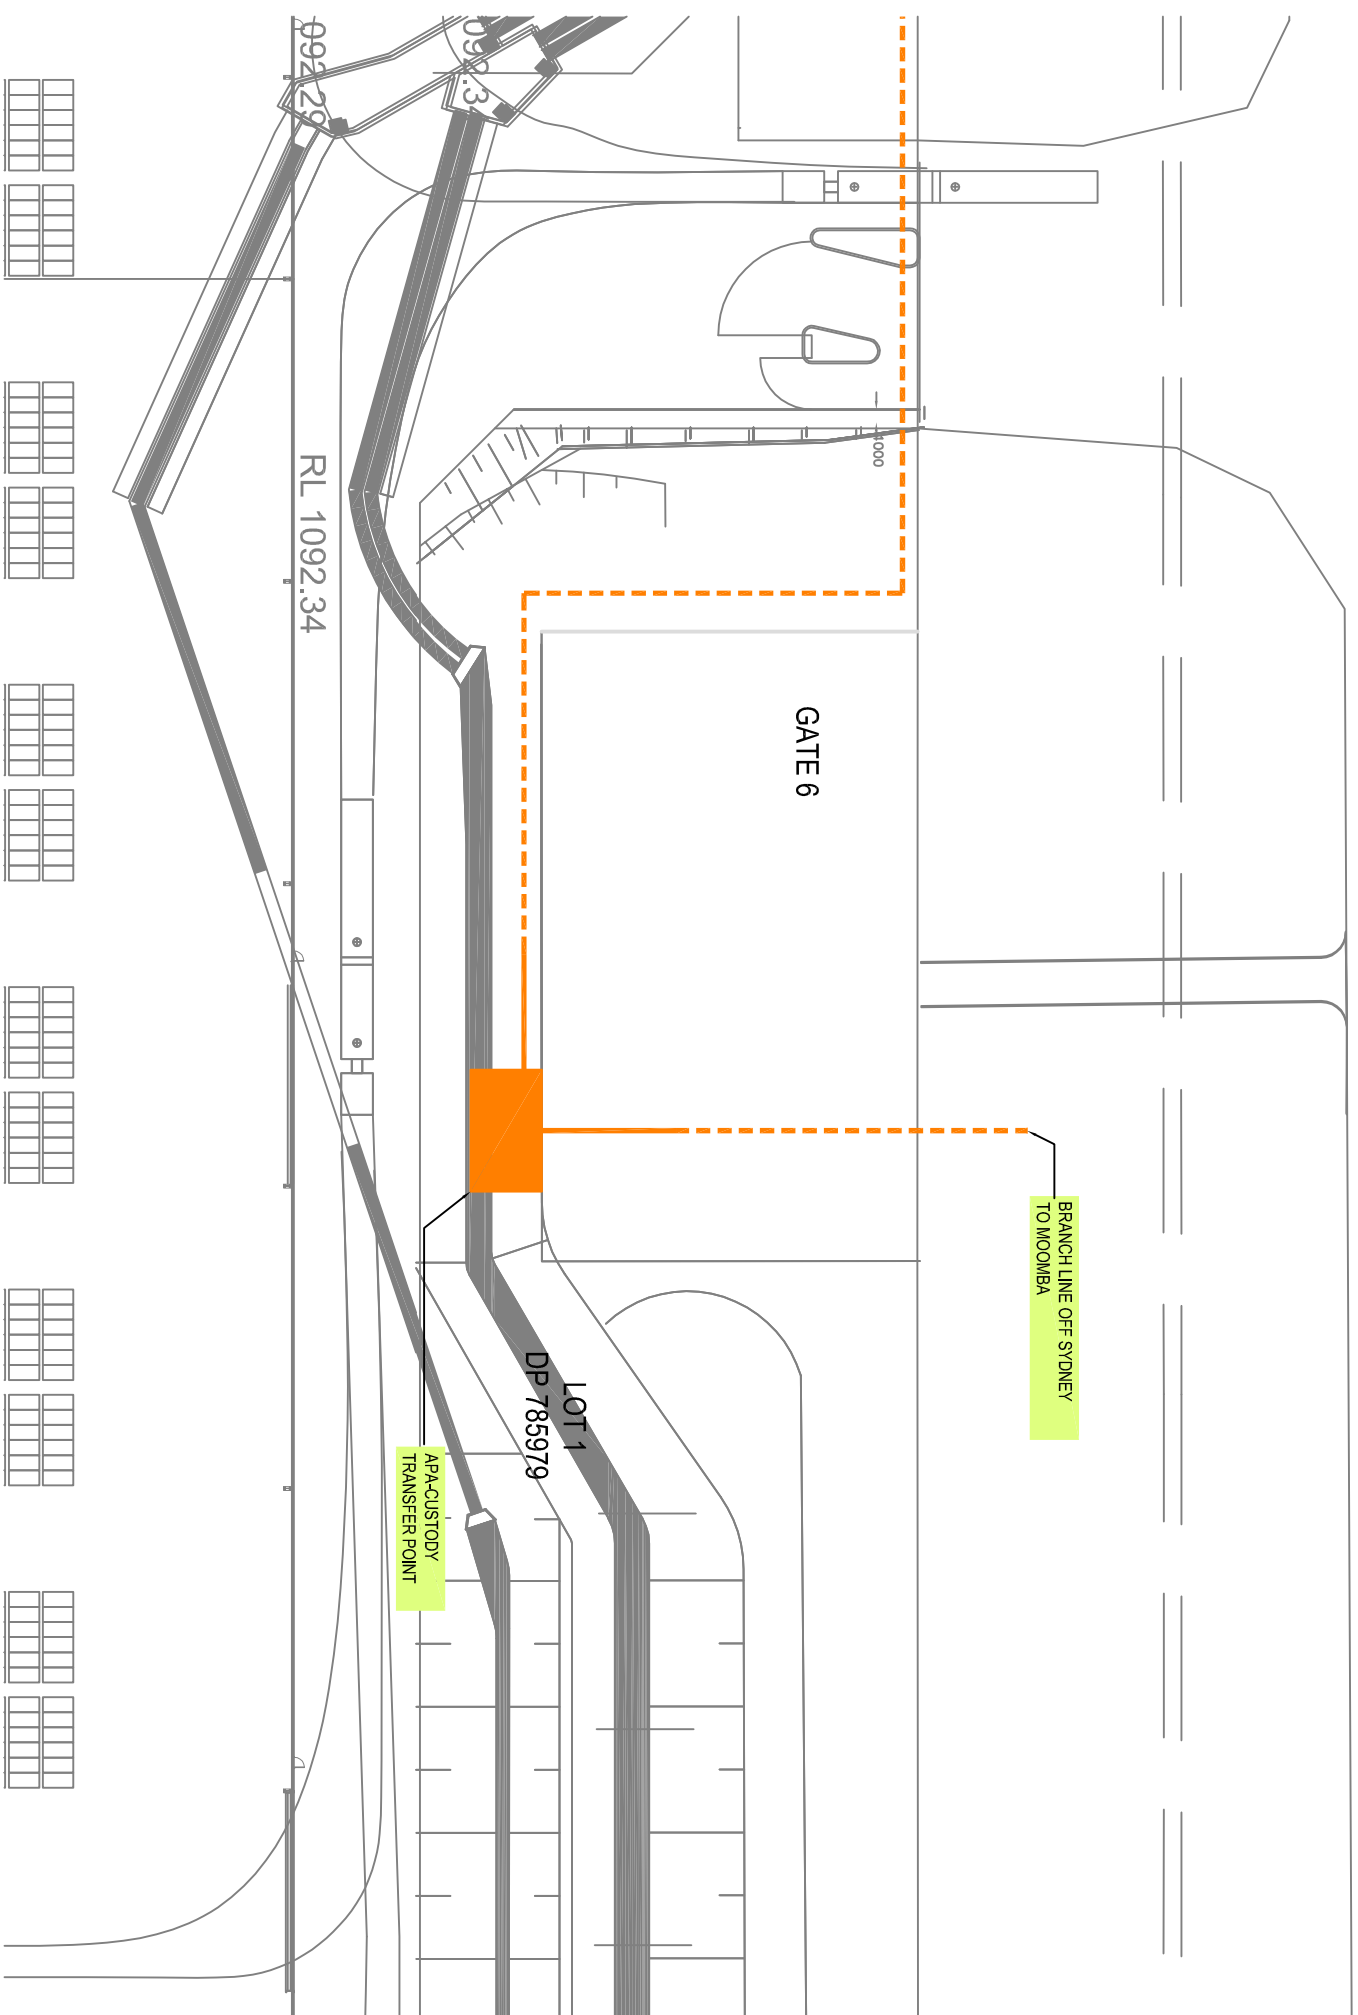 BRANCH LINE OFF SYDNEY
TO MOOMBA
GATE 6
LOT 1
DP 785979
092.3
APA-CUSTODY
TRANSFER POINT
092.29
RL 1092.34